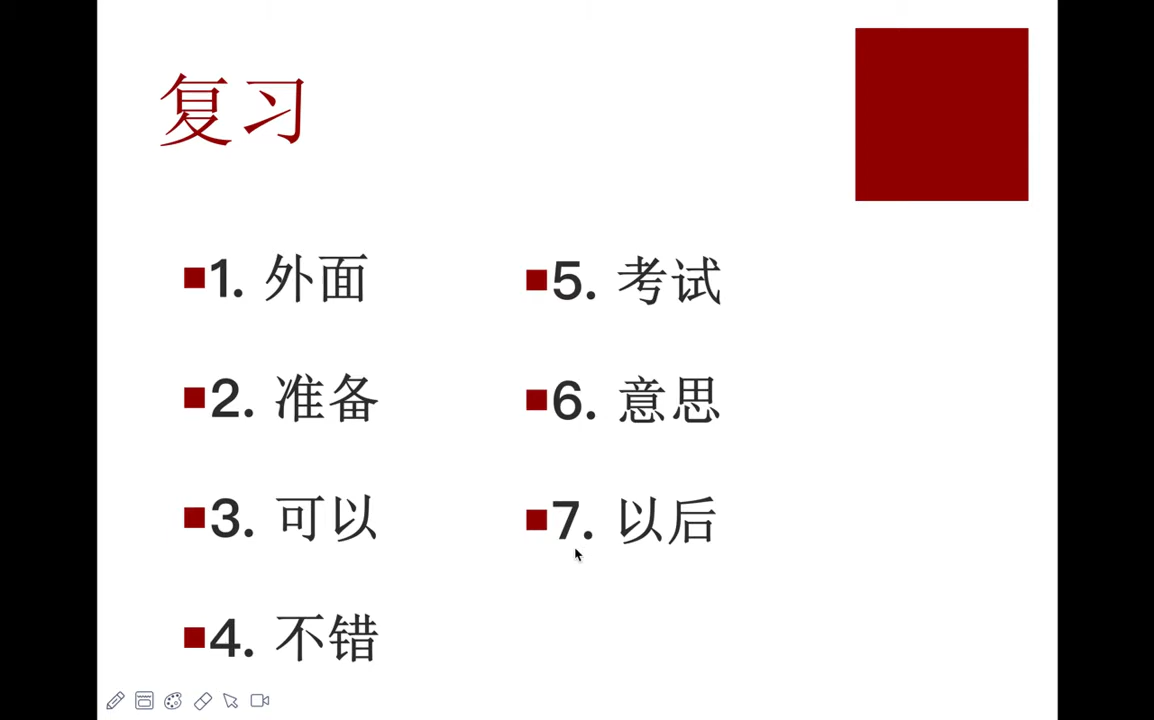 复习
1. 外面
2. 准备
3. 可以
4. 不错
5. 考试
6. 意思
7. 以后